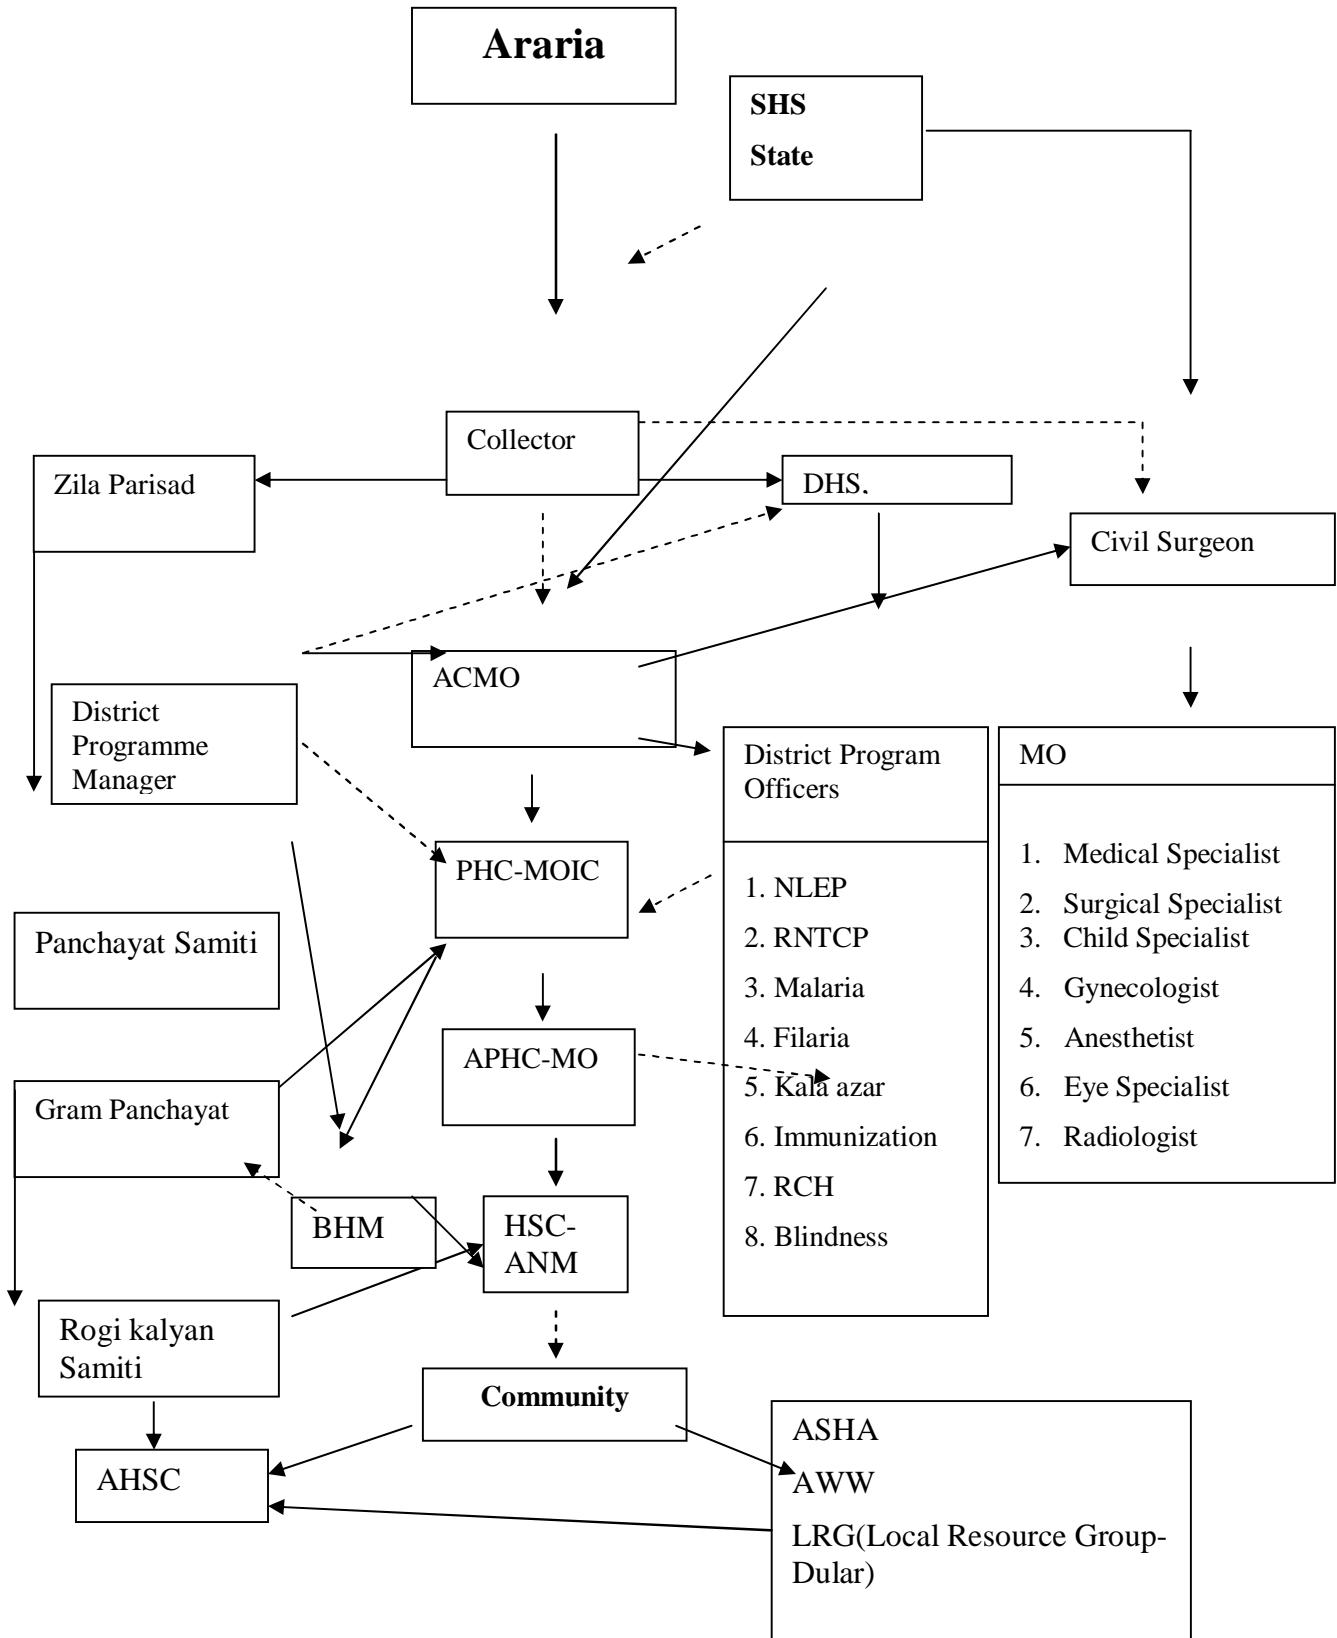 Araria
SHS
State
Collector
Zila Parisad
DHS.
Civil Surgeon
ACMO
District
Programme
Manager
District Program
Officers
1. NLEP
2. RNTCP
3. Malaria
4. Filaria
5. Kala azar
6. Immunization
7. RCH
8. Blindness
MO
1. Medical Specialist
2. Surgical Specialist
3. Child Specialist
4. Gynecologist
5. Anesthetist
6. Eye Specialist
7. Radiologist
PHC-MOIC
Panchayat Samiti
APHC-MO
Gram Panchayat
BHM
HSC-
ANM
Rogi kalyan
Samiti
Community
AHSC
ASHA
AWW
LRG(Local Resource Group-
Dular)